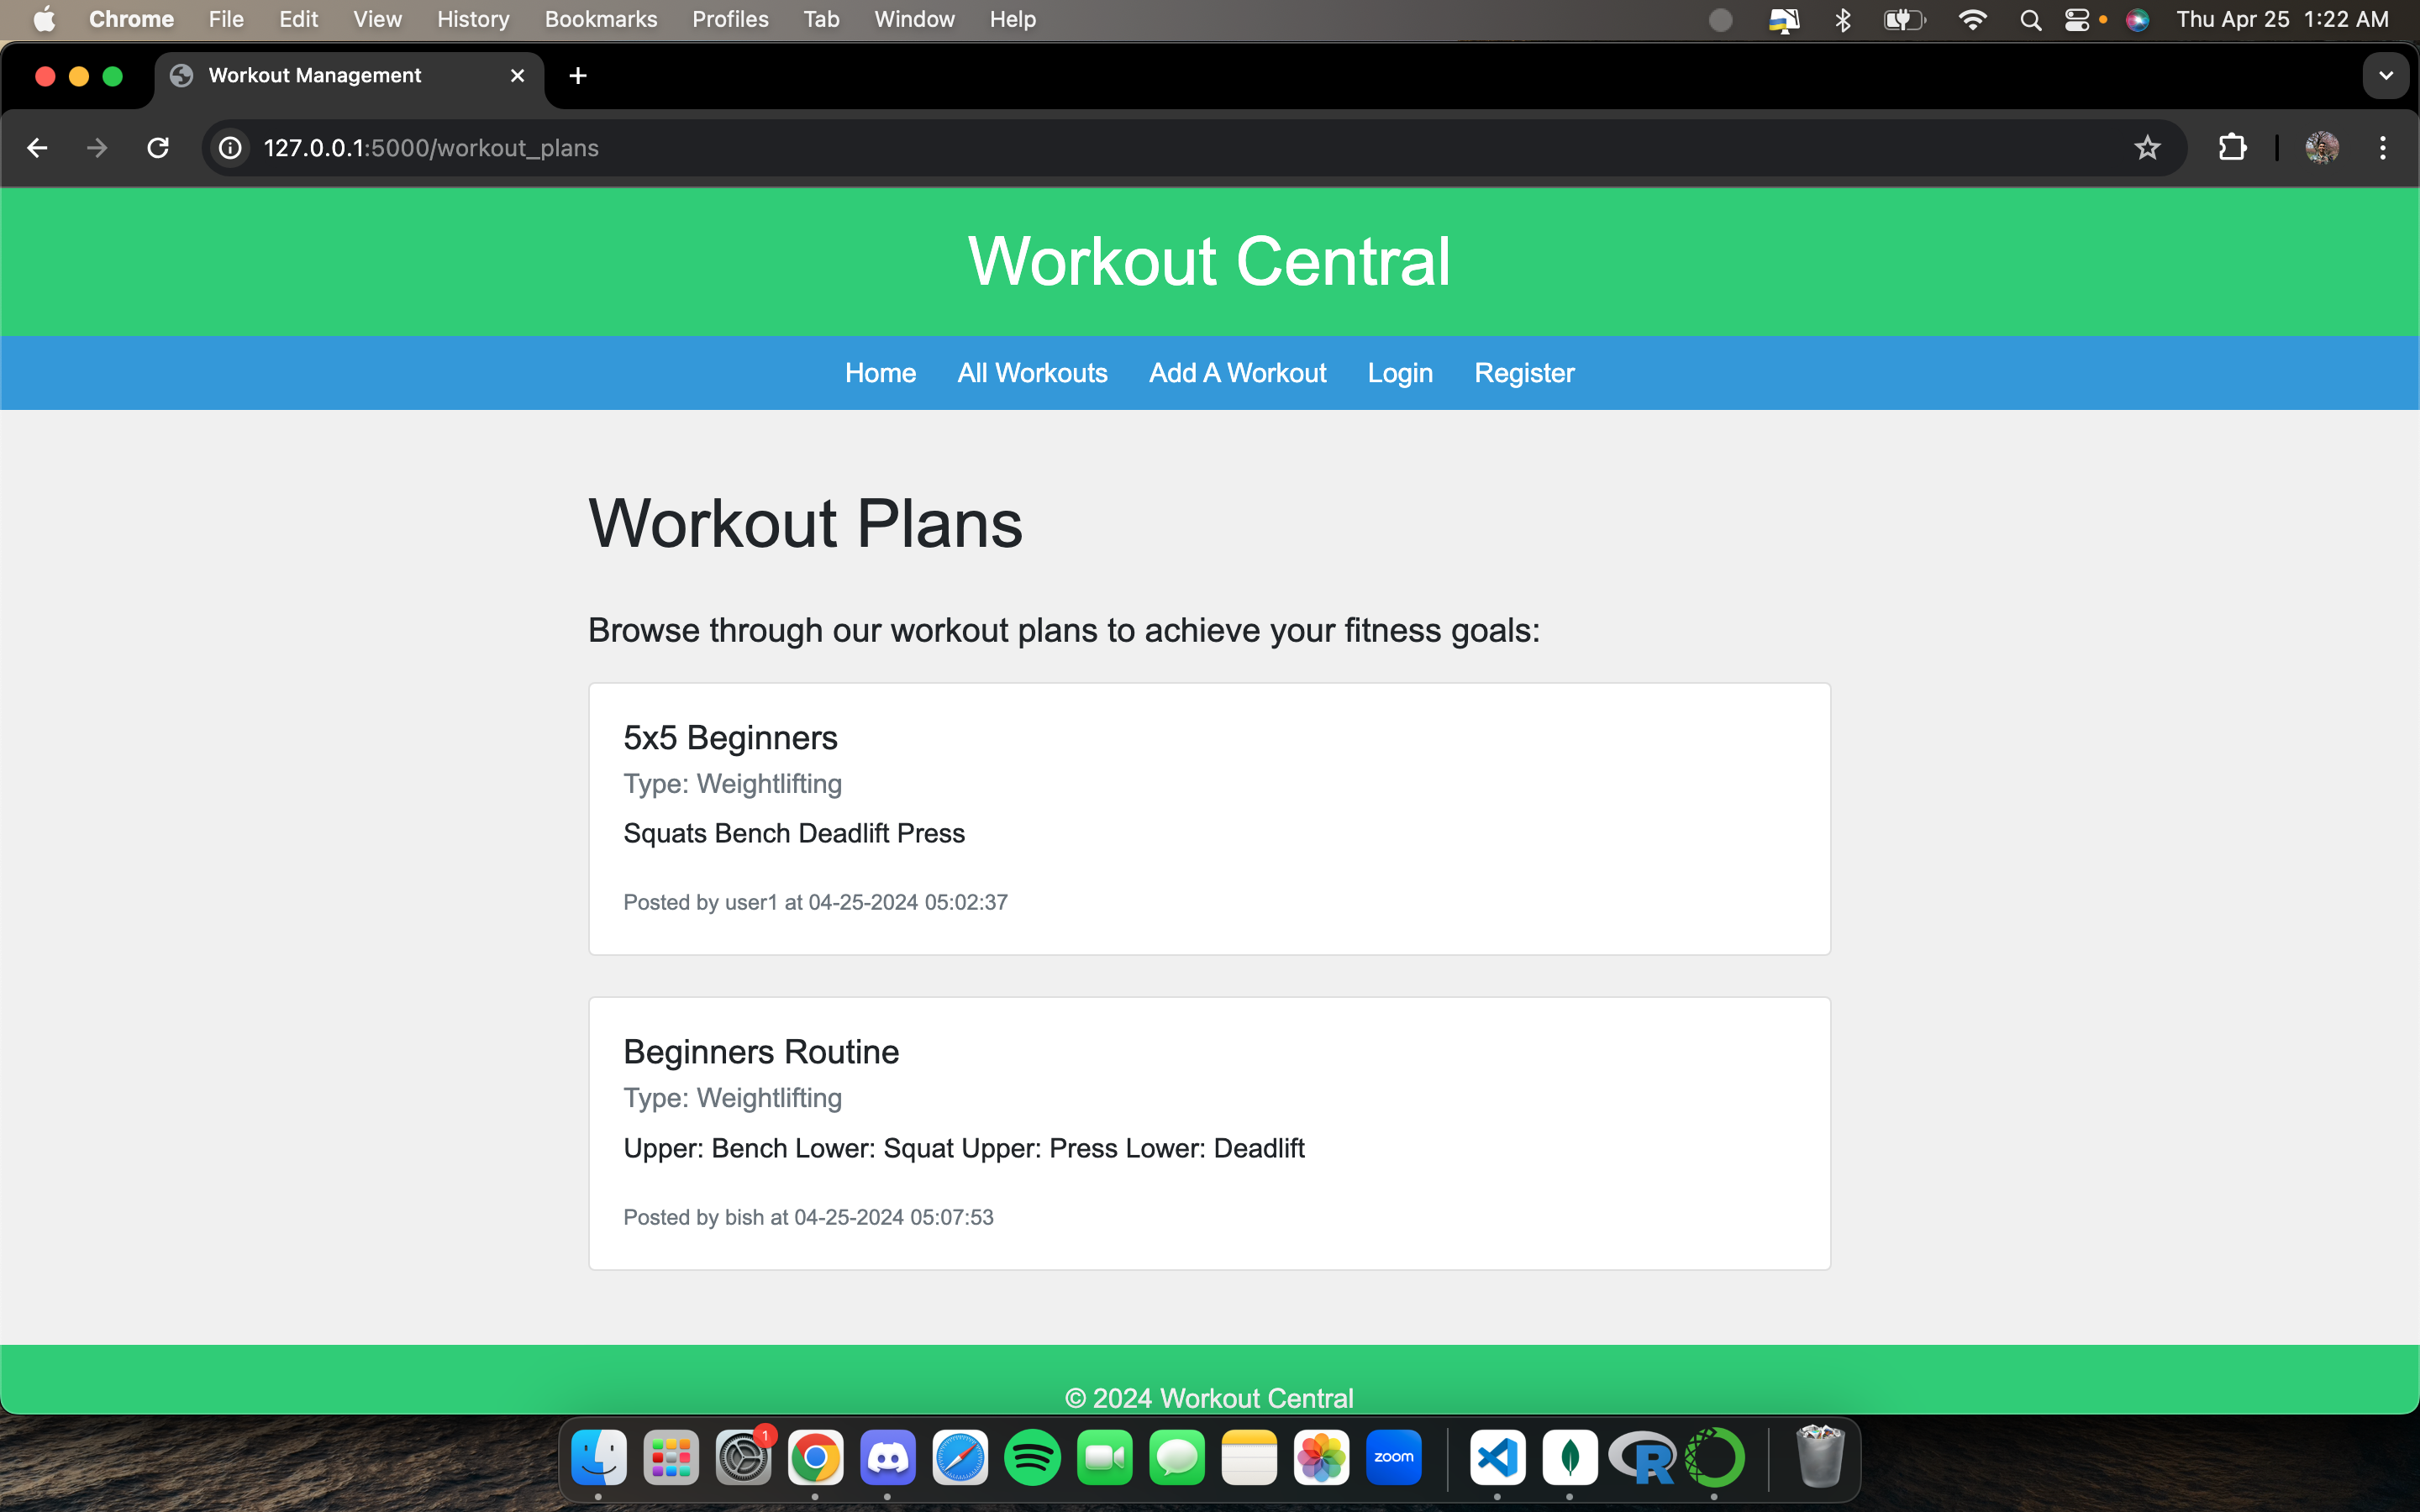 Chrome File Edit View History Bookmarks Profiles Tab Window Help Thu Apr 25 1:22 AM
Workout Management
127.0.0.1:5000/workout_plans
Workout Central
Home All Workouts Add A Workout Login Register
Workout Plans
Browse through our workout plans to achieve your fitness goals:
5x5 Beginners
Type: Weightlifting
Squats Bench Deadlift Press
Posted by user1 at 04-25-2024 05:02:37
Beginners Routine
Type: Weightlifting
Upper: Bench Lower: Squat Upper: Press Lower: Deadlift
Posted by bish at 04-25-2024 05:07:53
© 2024 Workout Central
1
zoom
R